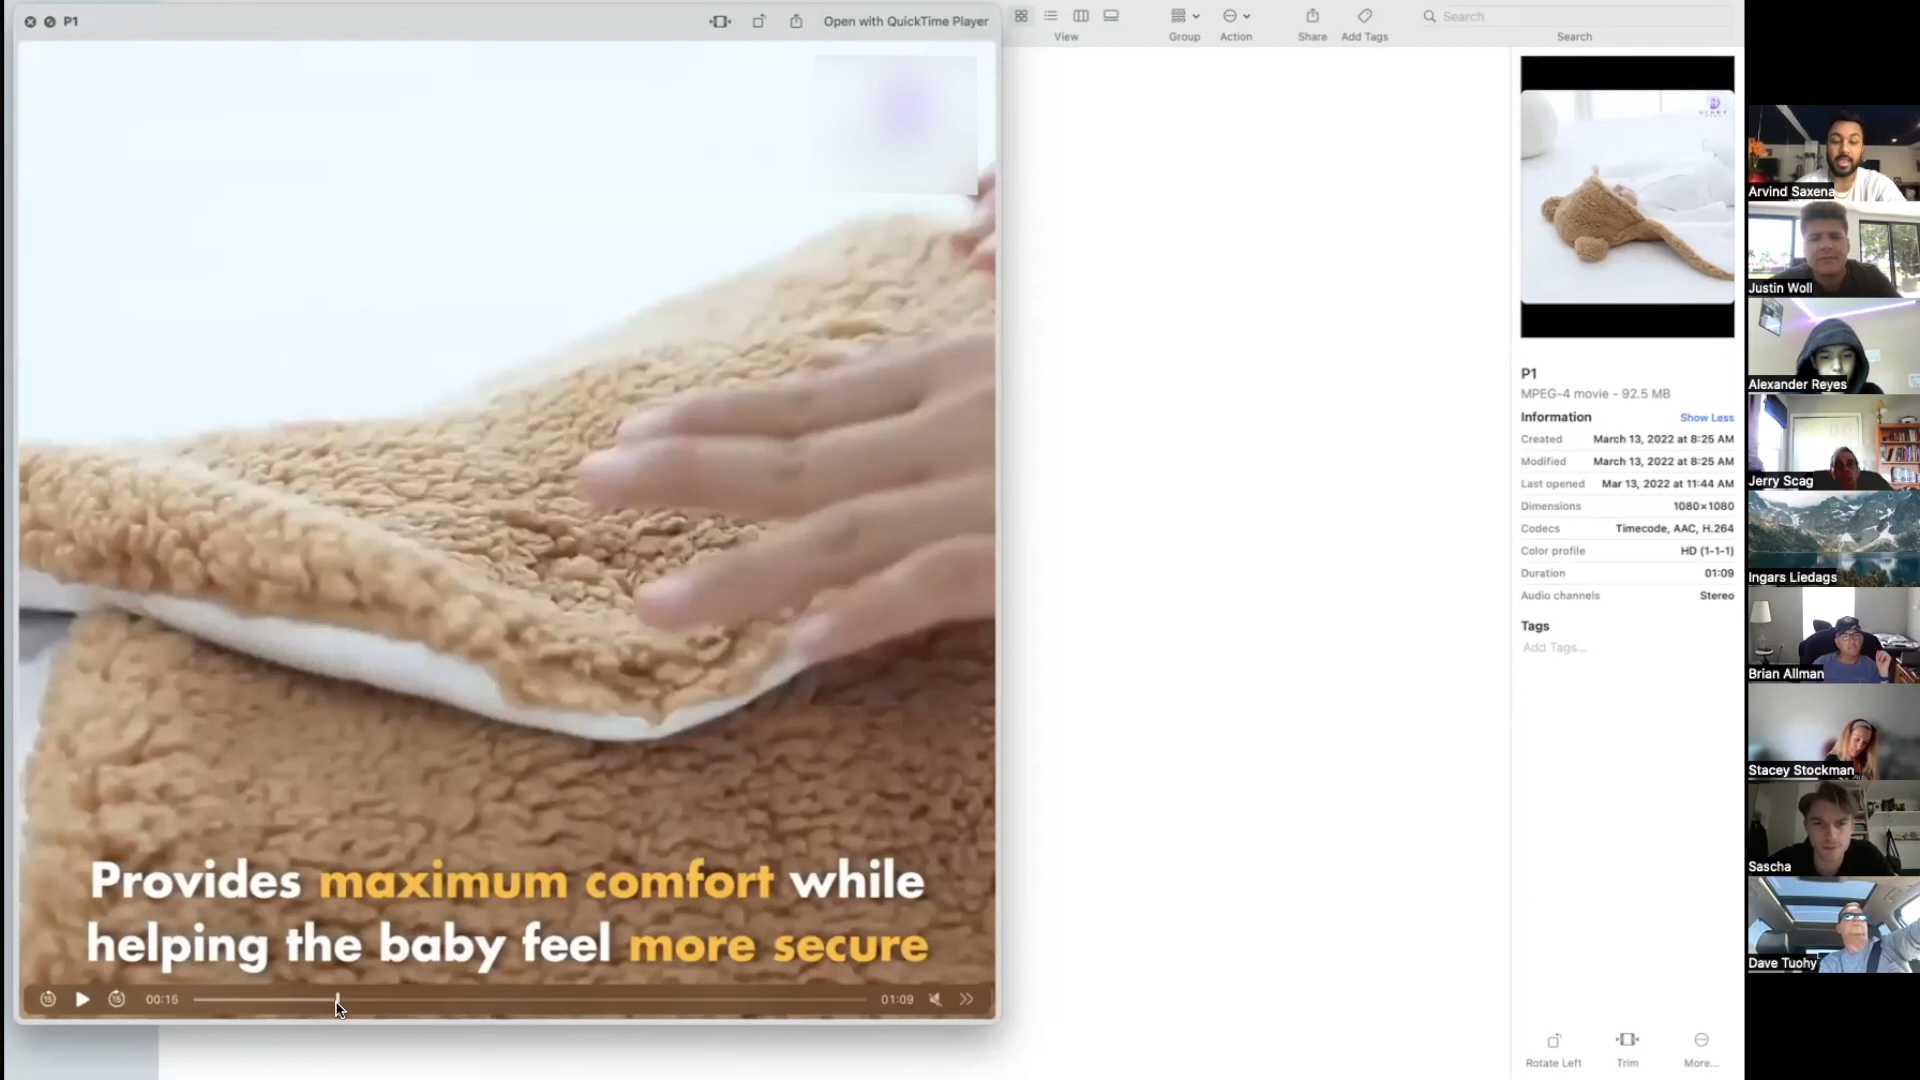 P1
Open with QuickTime Player
View
Group
Action
Share
Add Tags
Search
Search
Provides maximum comfort while
helping the baby feel more secure
00:16
01:09
P1
MPEG-4 movie - 92.5 MB
Information Show Less
Created March 13, 2022 at 8:25 AM
Modified March 13, 2022 at 8:25 AM
Last opened Mar 13, 2022 at 11:44 AM
Dimensions 1080×1080
Codecs Timecode, AAC, H.264
Color profile HD (1-1-1)
Duration 01:09
Audio channels Stereo
Tags
Add Tags...
Rotate Left
Trim
More...
Arvind Saxena
Justin Woll
Alexander Reyes
Jerry Scag
Ingars Liedags
Brian Allman
Stacey Stockman
Sascha
Dave Tuohy